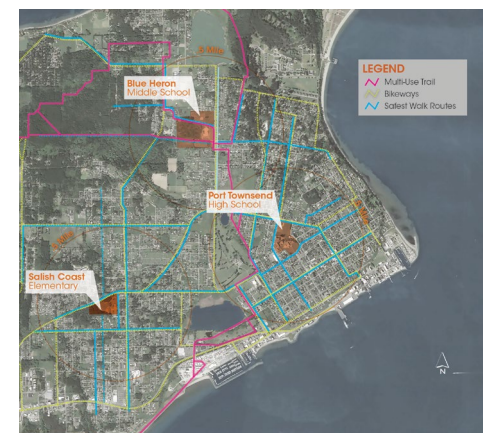 Blue Heron
Middle School
LEGEND
Multi-Use Trail
Bikeways
Safest Walk Routes
Port Townsend
High School
Salish Coast
Elementary
N